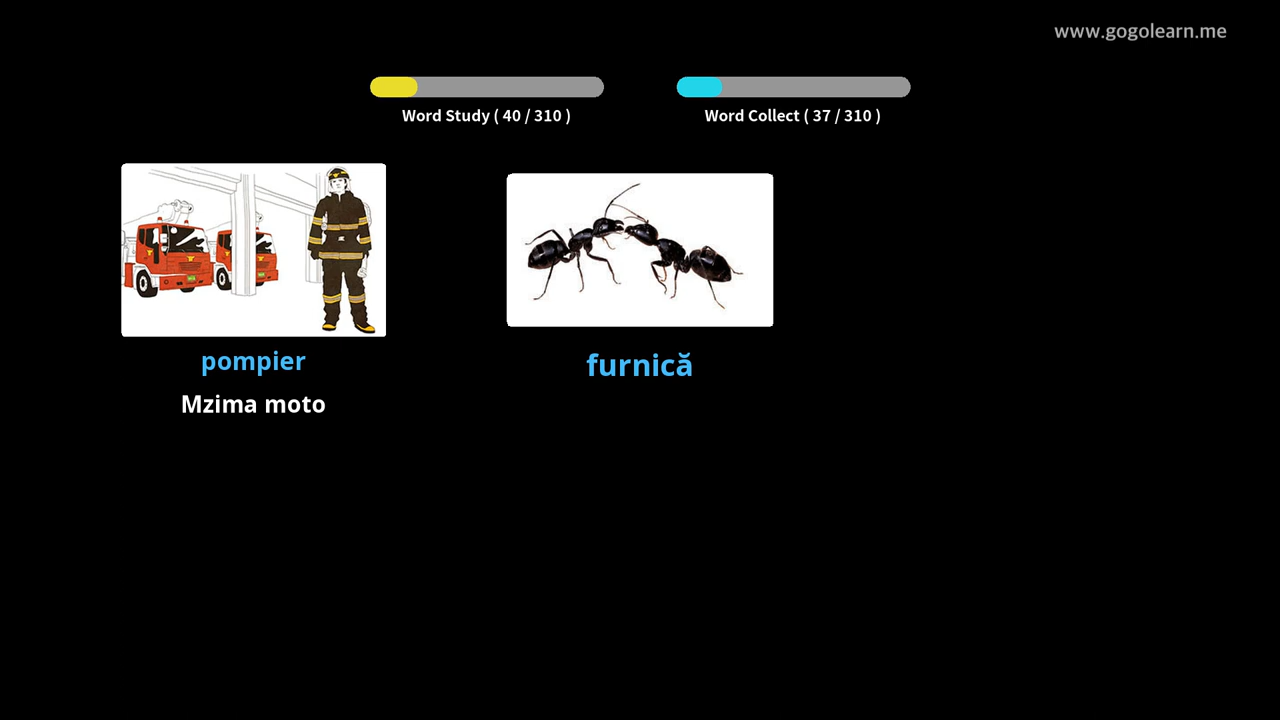 www.gogolearn.me
Word Study ( 40 / 310 )
Word Collect ( 37 / 310 )
pompier
Mzima moto
furnică